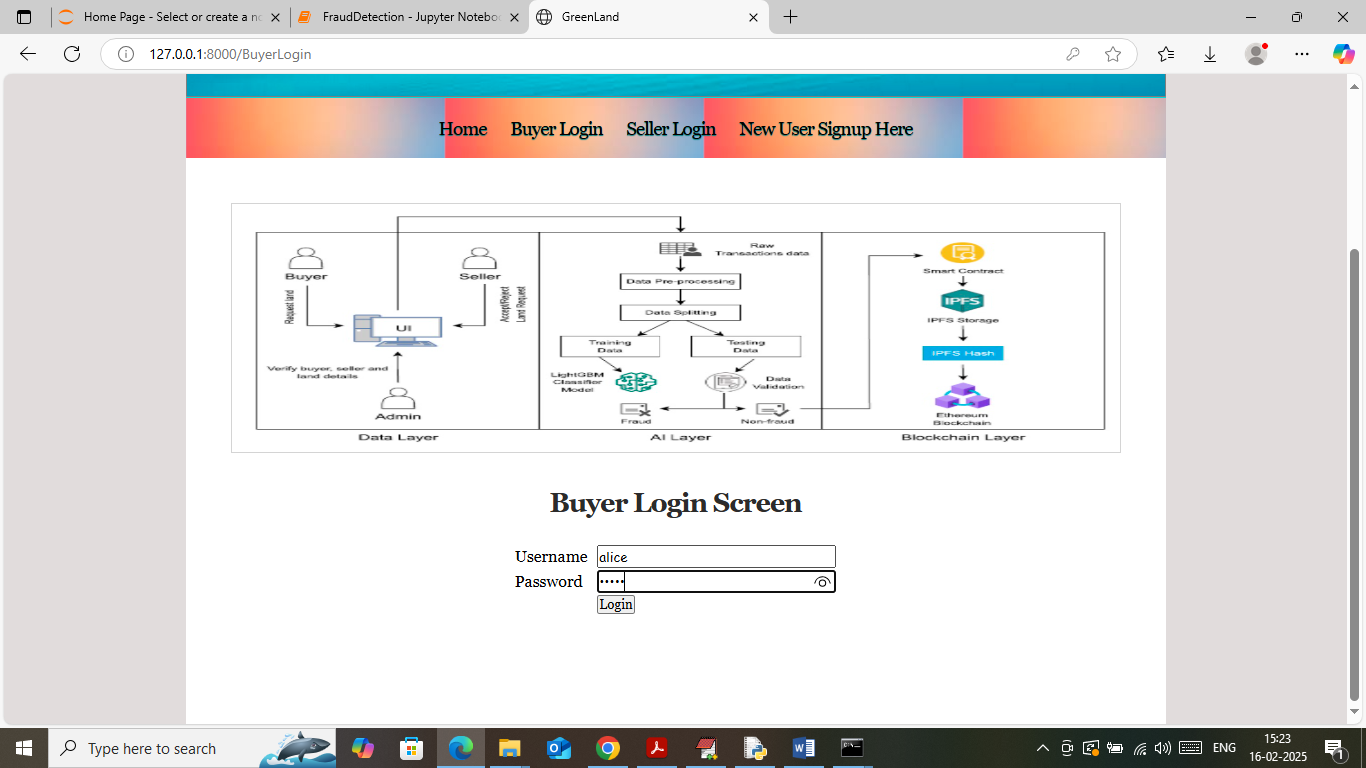 Home Page - Select or create a no
FraudDetection - Jupyter Noteboo
GreenLand
127.0.0.1:8000/BuyerLogin
Home Buyer Login Seller Login New User Signup Here
Buyer
Seller
Request land
Accept/Reject
Land Request
UI
Verify buyer, seller and
land details
Admin
Data Layer
Raw
Transactions data
Data Pre-processing
Data Splitting
Training
Data
Testing
Data
LightGBM
Classifier
Model
Data
Validation
Fraud
Non-fraud
AI Layer
Smart Contract
IPFS
IPFS Storage
IPFS Hash
Ethereum
Blockchain
Blockchain Layer
Buyer Login Screen
Username alice
Password •••••
Login
Type here to search
ENG
15:23
16-02-2025
1